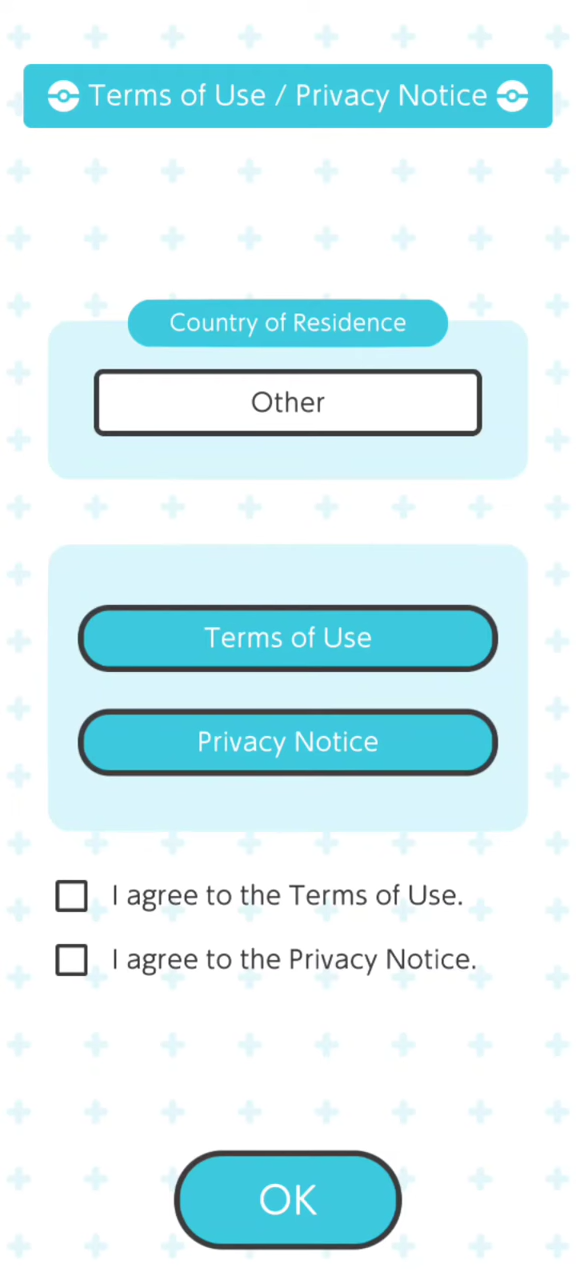 Terms of Use / Privacy Notice
Country of Residence
Other
Terms of Use
Privacy Notice
I agree to the Terms of Use.
I agree to the Privacy Notice.
OK